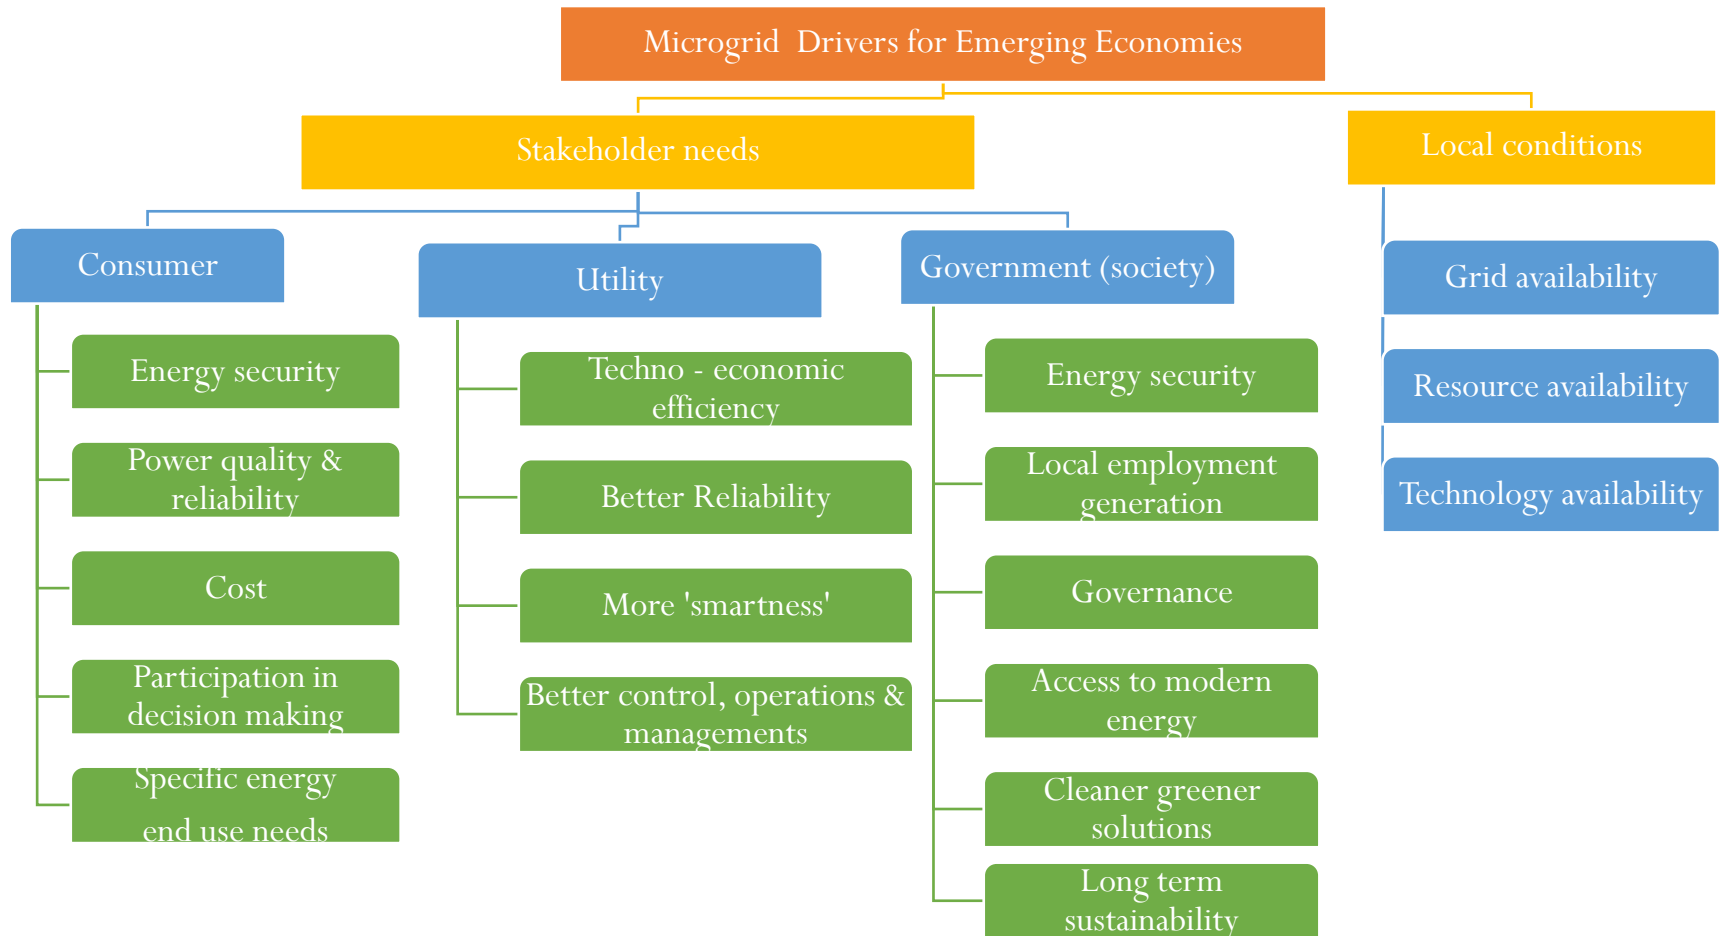 Microgrid  Drivers for Emerging Economies
Stakeholder needs
Local conditions
Consumer
Energy security
Power quality &
reliability
Cost
Participation in
decision making
Specific energy
end use needs
Utility
Techno - economic
efficiency
Better Reliability
More 'smartness'
Better control, operations &
managements
Government (society)
Energy security
Local employment
generation
Governance
Access to modern
energy
Cleaner greener
solutions
Long term
sustainability
Grid availability
Resource availability
Technology availability